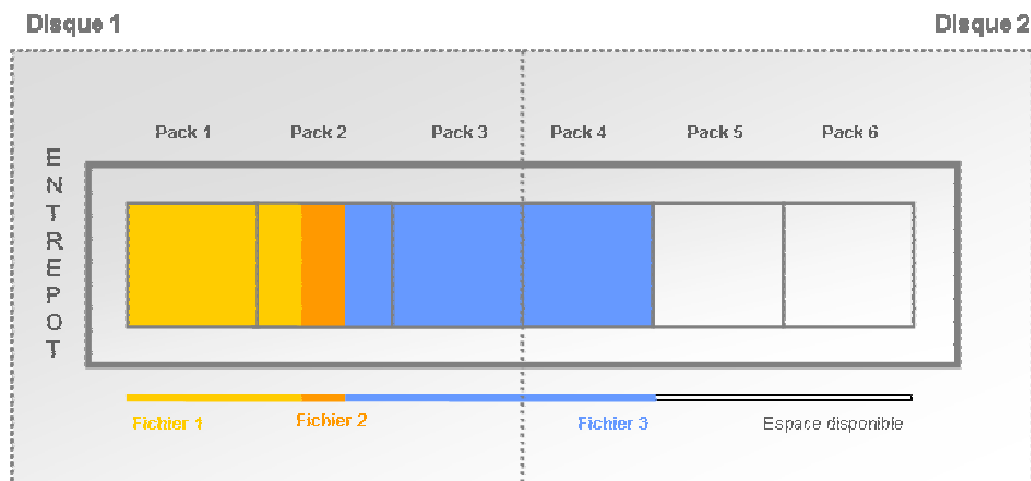 Disque 1
Disque 2
Pack 1
Pack 2
Pack 3
Pack 4
Pack 5
Pack 6
ENTREPOT
Fichier 1
Fichier 2
Fichier 3
Espace disponible